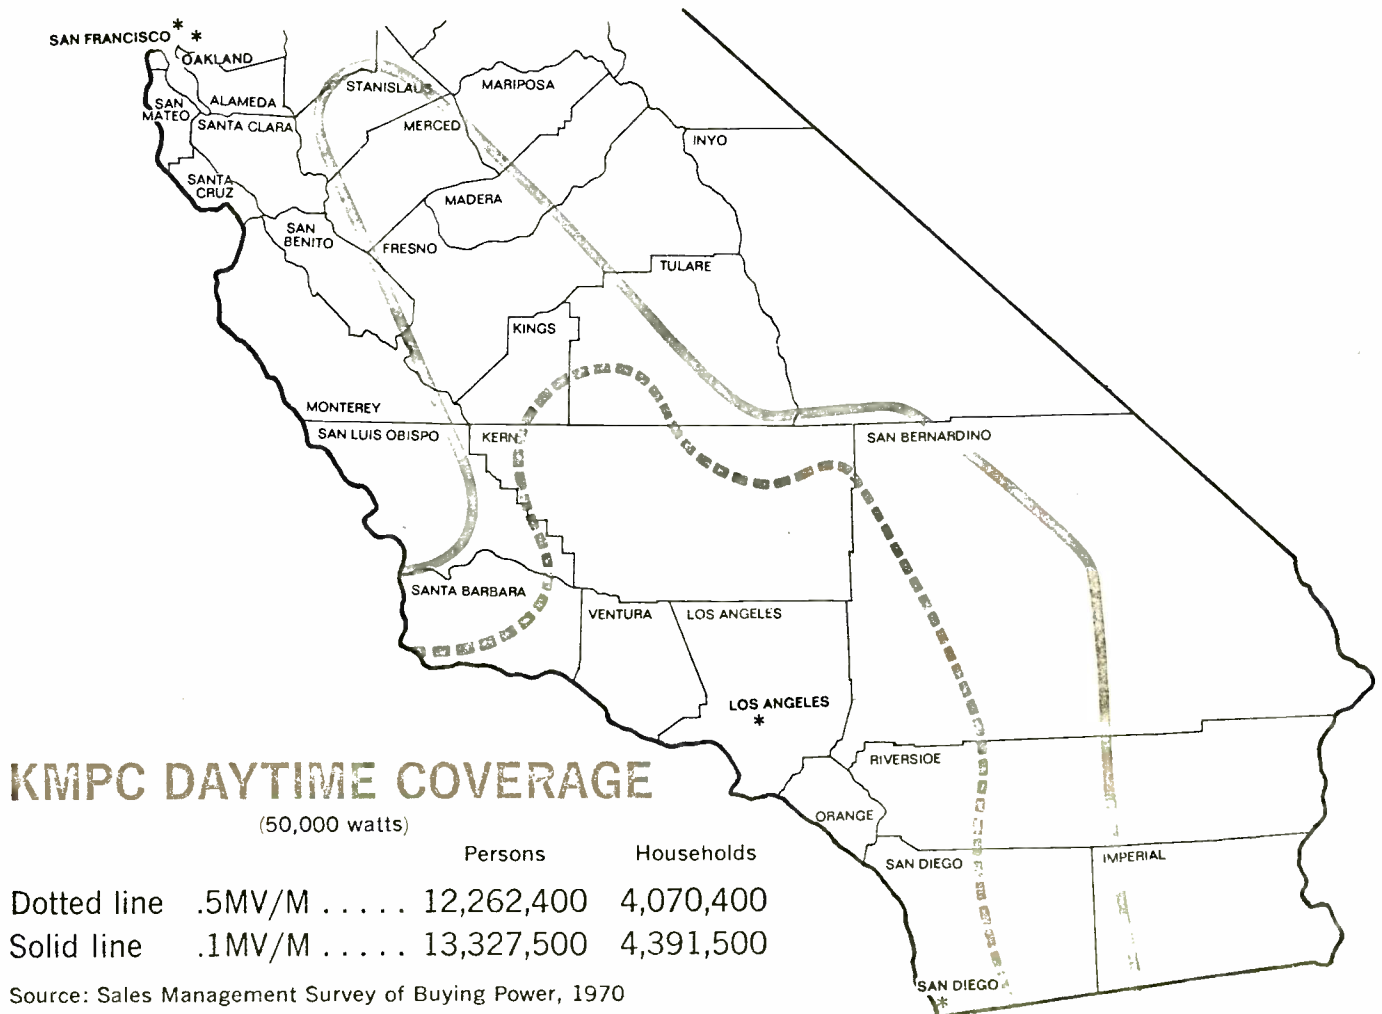 SAN FRANCISCO * *
OAKLAND
STANISLAUS
MARIPOSA
SAN
MATEO
ALAMEDA
SANTA CLARA
MERCED
INYO
SANTA
CRUZ
MADERA
SAN
BENITO
FRESNO
TULARE
KINGS
MONTEREY
SAN LUIS OBISPO
KERN
SAN BERNARDINO
SANTA BARBARA
VENTURA
LOS ANGELES
LOS ANGELES
*
RIVERSIDE
ORANGE
SAN DIEGO
IMPERIAL
SAN DIEGO
*
KMPC DAYTIME COVERAGE
(50,000 watts)
Persons Households
Dotted line .5MV/M ..... 12,262,400 4,070,400
Solid line .1MV/M ..... 13,327,500 4,391,500
Source: Sales Management Survey of Buying Power, 1970